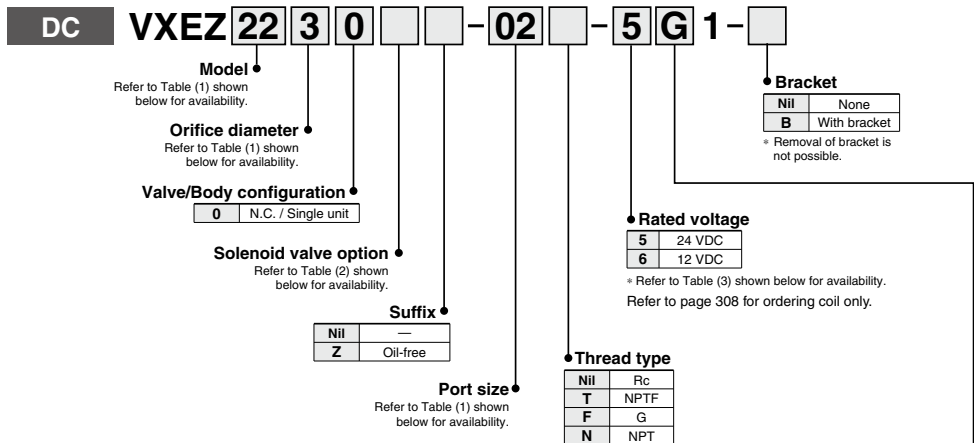 DC VXEZ 22 3 0 - 02 - 5 G 1 -
Model
Refer to Table (1) shown
below for availability.
Orifice diameter
Refer to Table (1) shown
below for availability.
Valve/Body configuration
0 N.C. / Single unit
Solenoid valve option
Refer to Table (2) shown
below for availability.
Suffix
Nil —
Z Oil-free
Port size
Refer to Table (1) shown
below for availability.
Thread type
Nil Rc
T NPTF
F G
N NPT
Rated voltage
5 24 VDC
6 12 VDC
* Refer to Table (3) shown below for availability.
Refer to page 308 for ordering coil only.
Bracket
Nil None
B With bracket
* Removal of bracket is
not possible.